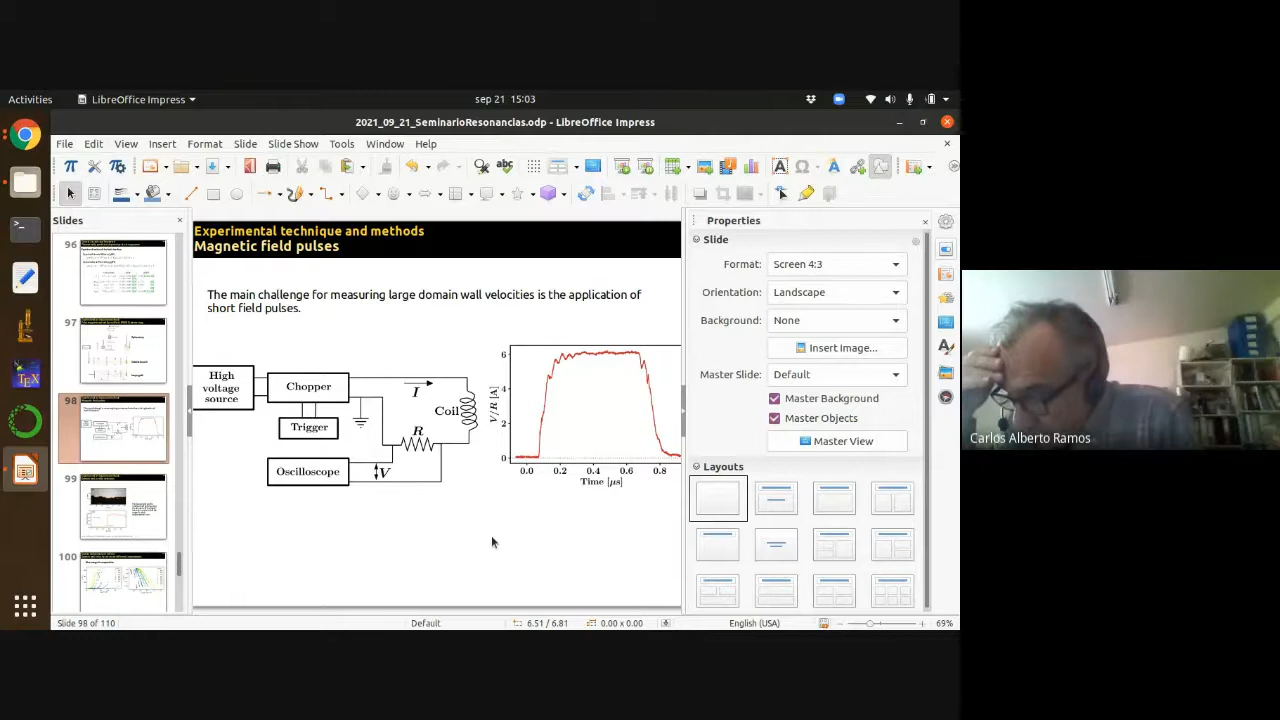 Activities
LibreOffice Impress
sep 21 15:03
2021_09_21_SeminarioResonancias.odp - LibreOffice Impress
File Edit View Insert Format Slide Slide Show Tools Window Help
Slides
96
97
98
99
100
Experimental technique and methods
Magnetic field pulses
The main challenge for measuring large domain wall velocities is the application of
short field pulses.
High
voltage
source
Chopper
Trigger
Oscilloscope
I
Coil
R
V
V/R [A]
6
4
2
0
0.0 0.2 0.4 0.6 0.8
Time [μs]
Properties
Slide
Format: Screen 4:3
Orientation: Landscape
Background: None
Insert Image...
Master Slide: Default
Master Background
Master Objects
Master View
Layouts
Slide 98 of 110
Default
6.51 / 6.81
0.00 x 0.00
English (USA)
69%
Carlos Alberto Ramos